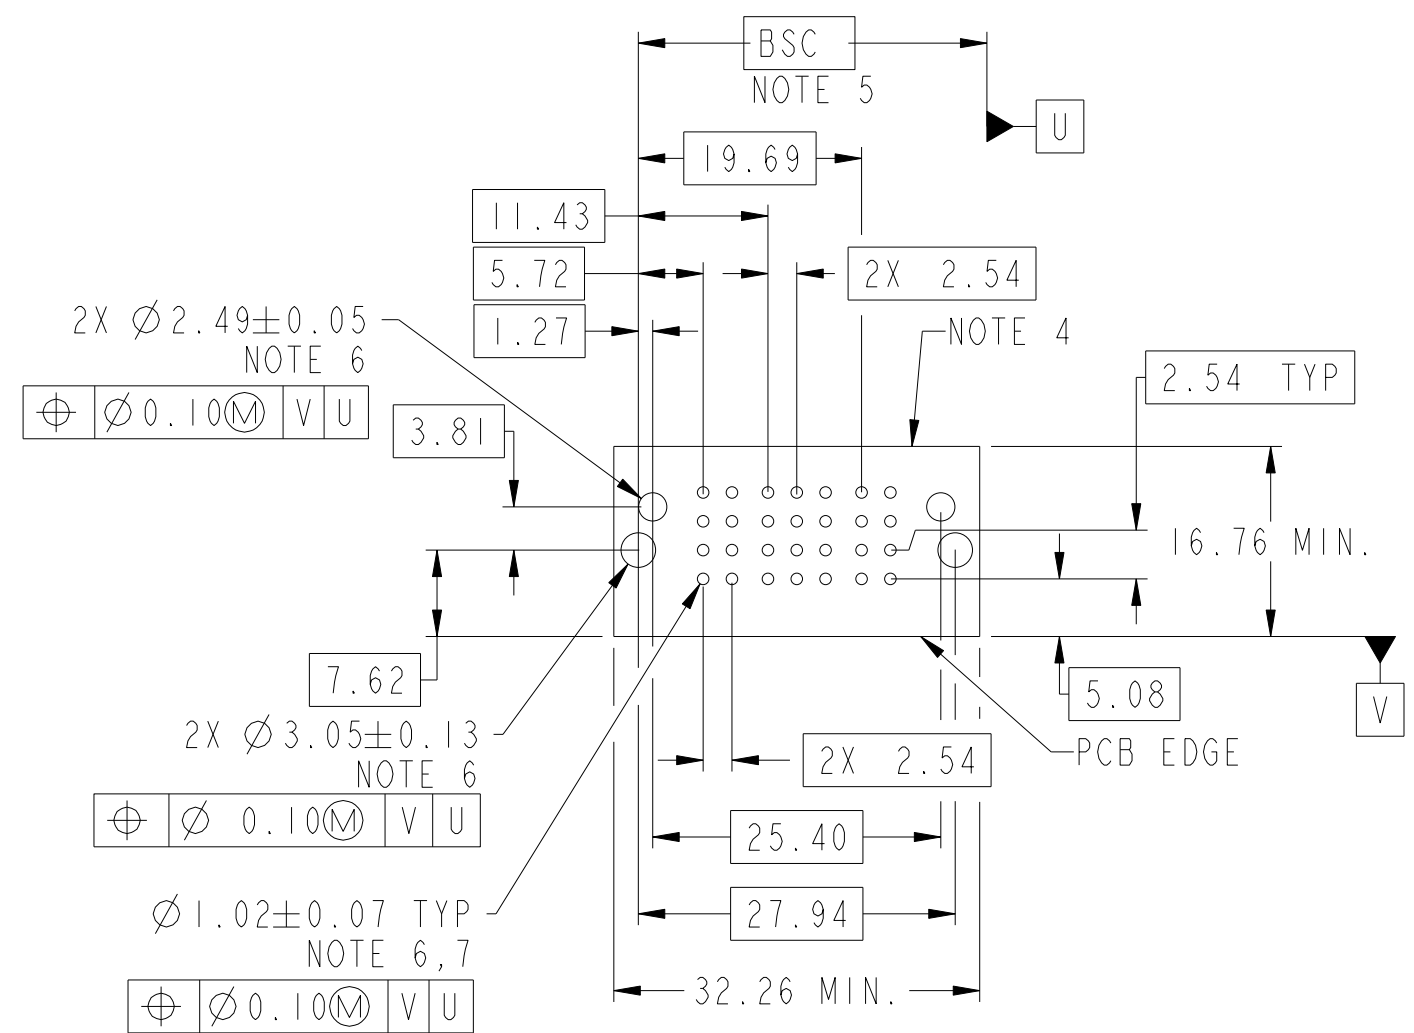 BSC
NOTE 5
U
19.69
11.43
5.72
2X 2.54
1.27
2X Ø2.49±0.05
NOTE 6
NOTE 4
⌖ Ø0.10Ⓜ V U
2.54 TYP
3.81
16.76 MIN.
7.62
5.08
V
2X Ø3.05±0.13
NOTE 6
PCB EDGE
2X 2.54
⌖ Ø 0.10Ⓜ V U
25.40
27.94
Ø1.02±0.07 TYP
NOTE 6,7
⌖ Ø0.10Ⓜ V U
32.26 MIN.